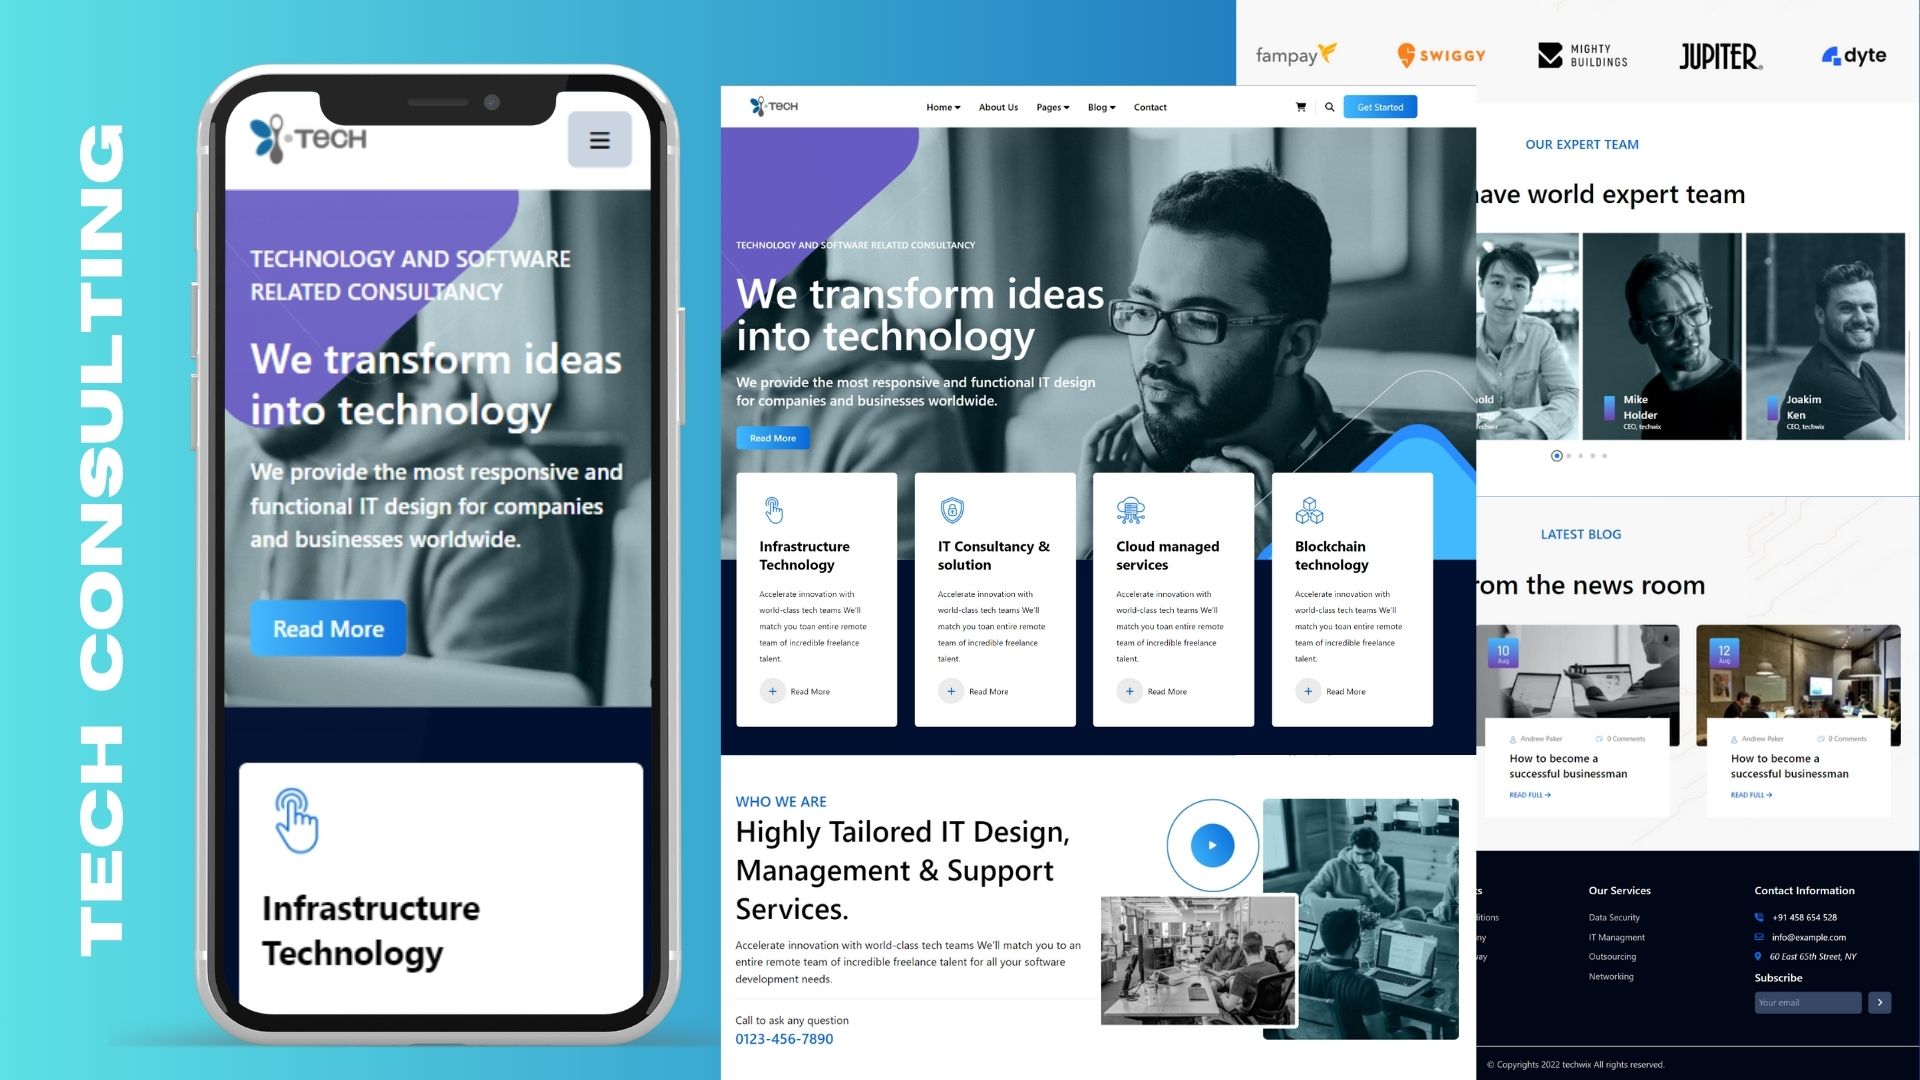 TECH CONSULTING
TECH
TECHNOLOGY AND SOFTWARE
RELATED CONSULTANCY
We transform ideas
into technology
We provide the most responsive and
functional IT design for companies
and businesses worldwide.
Read More
Infrastructure
Technology
TECH
Home
About Us
Pages
Blog
Contact
Get Started
TECHNOLOGY AND SOFTWARE RELATED CONSULTANCY
We transform ideas
into technology
We provide the most responsive and functional IT design
for companies and businesses worldwide.
Read More
Infrastructure
Technology
Accelerate innovation with
world-class tech teams We'll
match you toan entire remote
team of incredible freelance
talent.
+ Read More
IT Consultancy &
solution
Accelerate innovation with
world-class tech teams We'll
match you toan entire remote
team of incredible freelance
talent.
+ Read More
Cloud managed
services
Accelerate innovation with
world-class tech teams We'll
match you toan entire remote
team of incredible freelance
talent.
+ Read More
Blockchain
technology
Accelerate innovation with
world-class tech teams We'll
match you toan entire remote
team of incredible freelance
talent.
+ Read More
WHO WE ARE
Highly Tailored IT Design,
Management & Support
Services.
Accelerate innovation with world-class tech teams We'll match you to an
entire remote team of incredible freelance talent for all your software
development needs.
Call to ask any question
0123-456-7890
fampay
SWIGGY
MIGHTY
BUILDINGS
JUPITER
dyte
OUR EXPERT TEAM
have world expert team
Mike
Holder
CEO, techwix
Joakim
Ken
CEO, techwix
LATEST BLOG
rom the news room
10
Aug
Andrew Paker
0 Comments
How to become a
successful businessman
READ FULL →
12
Aug
Andrew Paker
0 Comments
How to become a
successful businessman
READ FULL →
Our Services
Data Security
IT Managment
Outsourcing
Networking
Contact Information
+91 458 654 528
info@example.com
60 East 65th Street, NY
Subscribe
Your email
© Copyrights 2022 techwix All rights reserved.